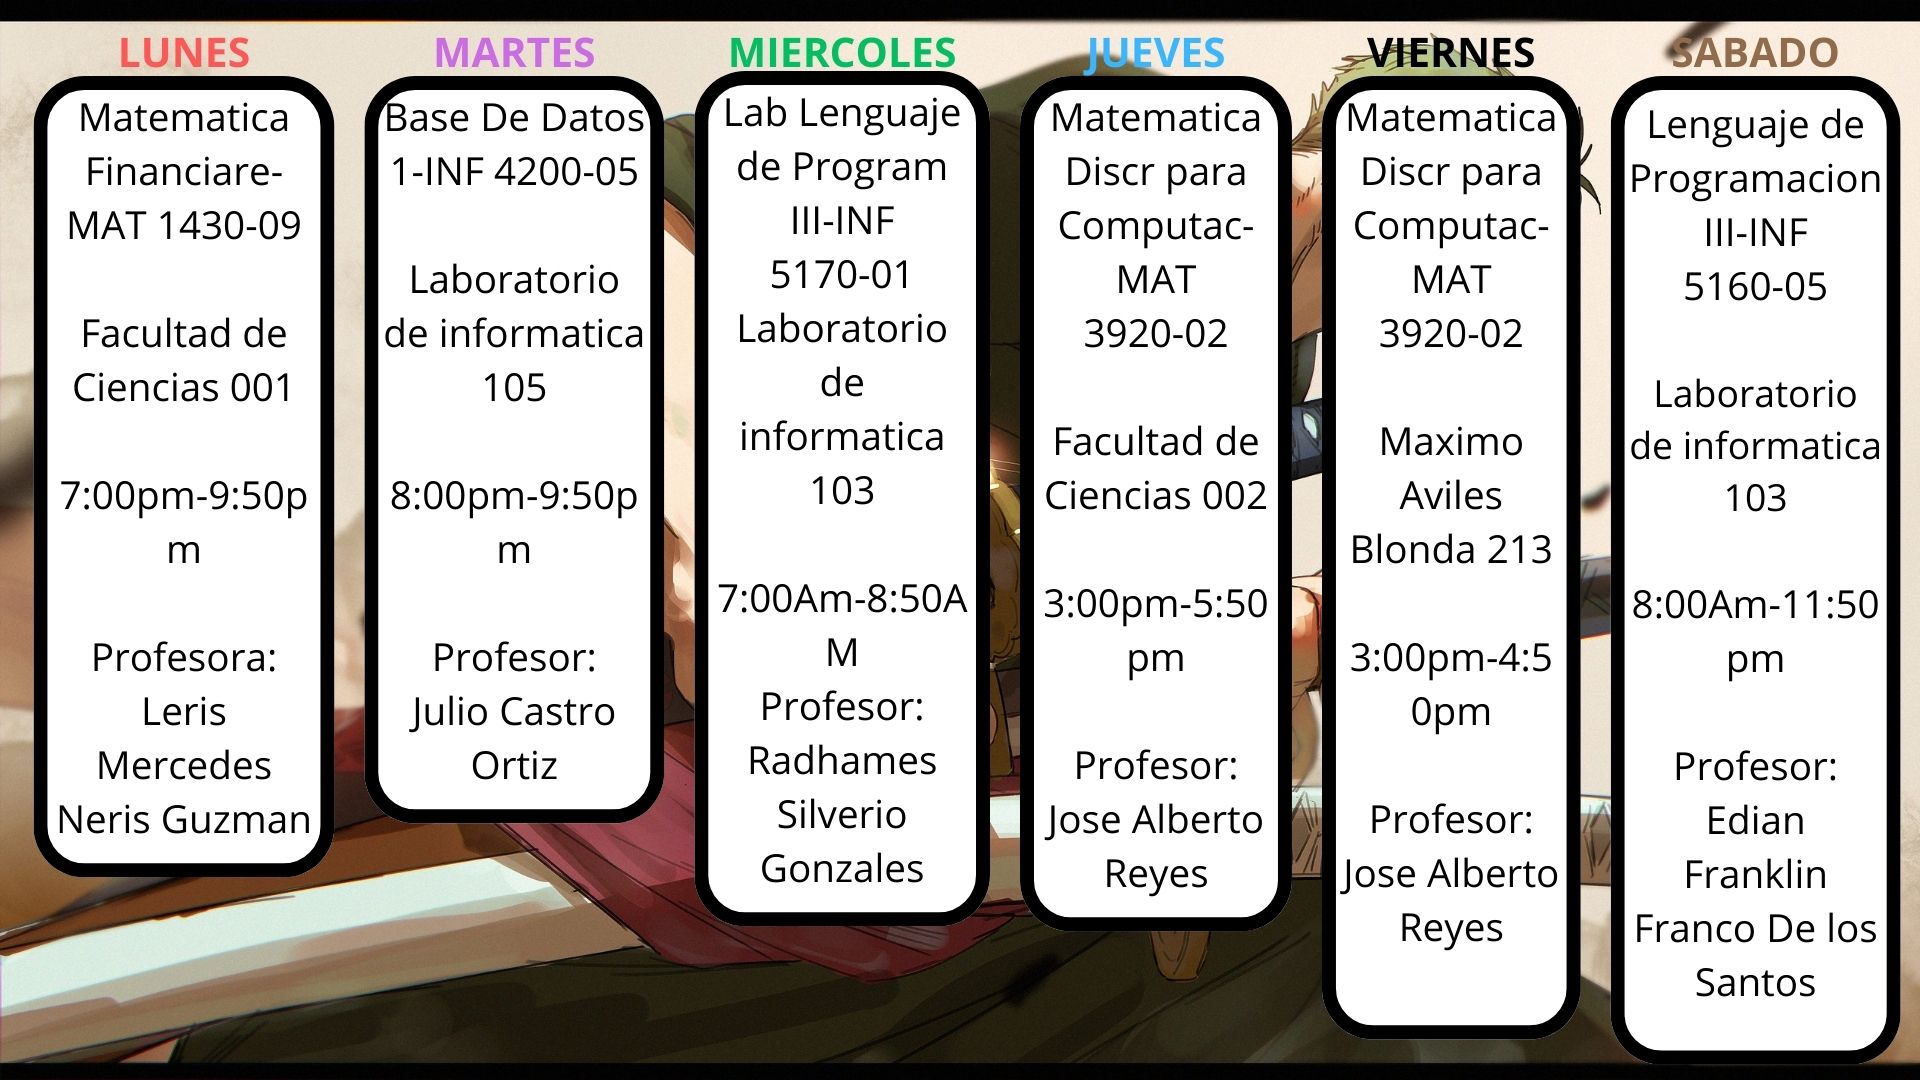 LUNES
Matematica
Financiare-
MAT 1430-09
Facultad de
Ciencias 001
7:00pm-9:50p
m
Profesora:
Leris
Mercedes
Neris Guzman
MARTES
Base De Datos
1-INF 4200-05
Laboratorio
de informatica
105
8:00pm-9:50p
m
Profesor:
Julio Castro
Ortiz
MIERCOLES
Lab Lenguaje
de Program
III-INF
5170-01
Laboratorio
de
informatica
103
7:00Am-8:50A
M
Profesor:
Radhames
Silverio
Gonzales
JUEVES
Matematica
Discr para
Computac-
MAT
3920-02
Facultad de
Ciencias 002
3:00pm-5:50
pm
Profesor:
Jose Alberto
Reyes
VIERNES
Matematica
Discr para
Computac-
MAT
3920-02
Maximo
Aviles
Blonda 213
3:00pm-4:5
0pm
Profesor:
Jose Alberto
Reyes
SABADO
Lenguaje de
Programacion
III-INF
5160-05
Laboratorio
de informatica
103
8:00Am-11:50
pm
Profesor:
Edian
Franklin
Franco De los
Santos